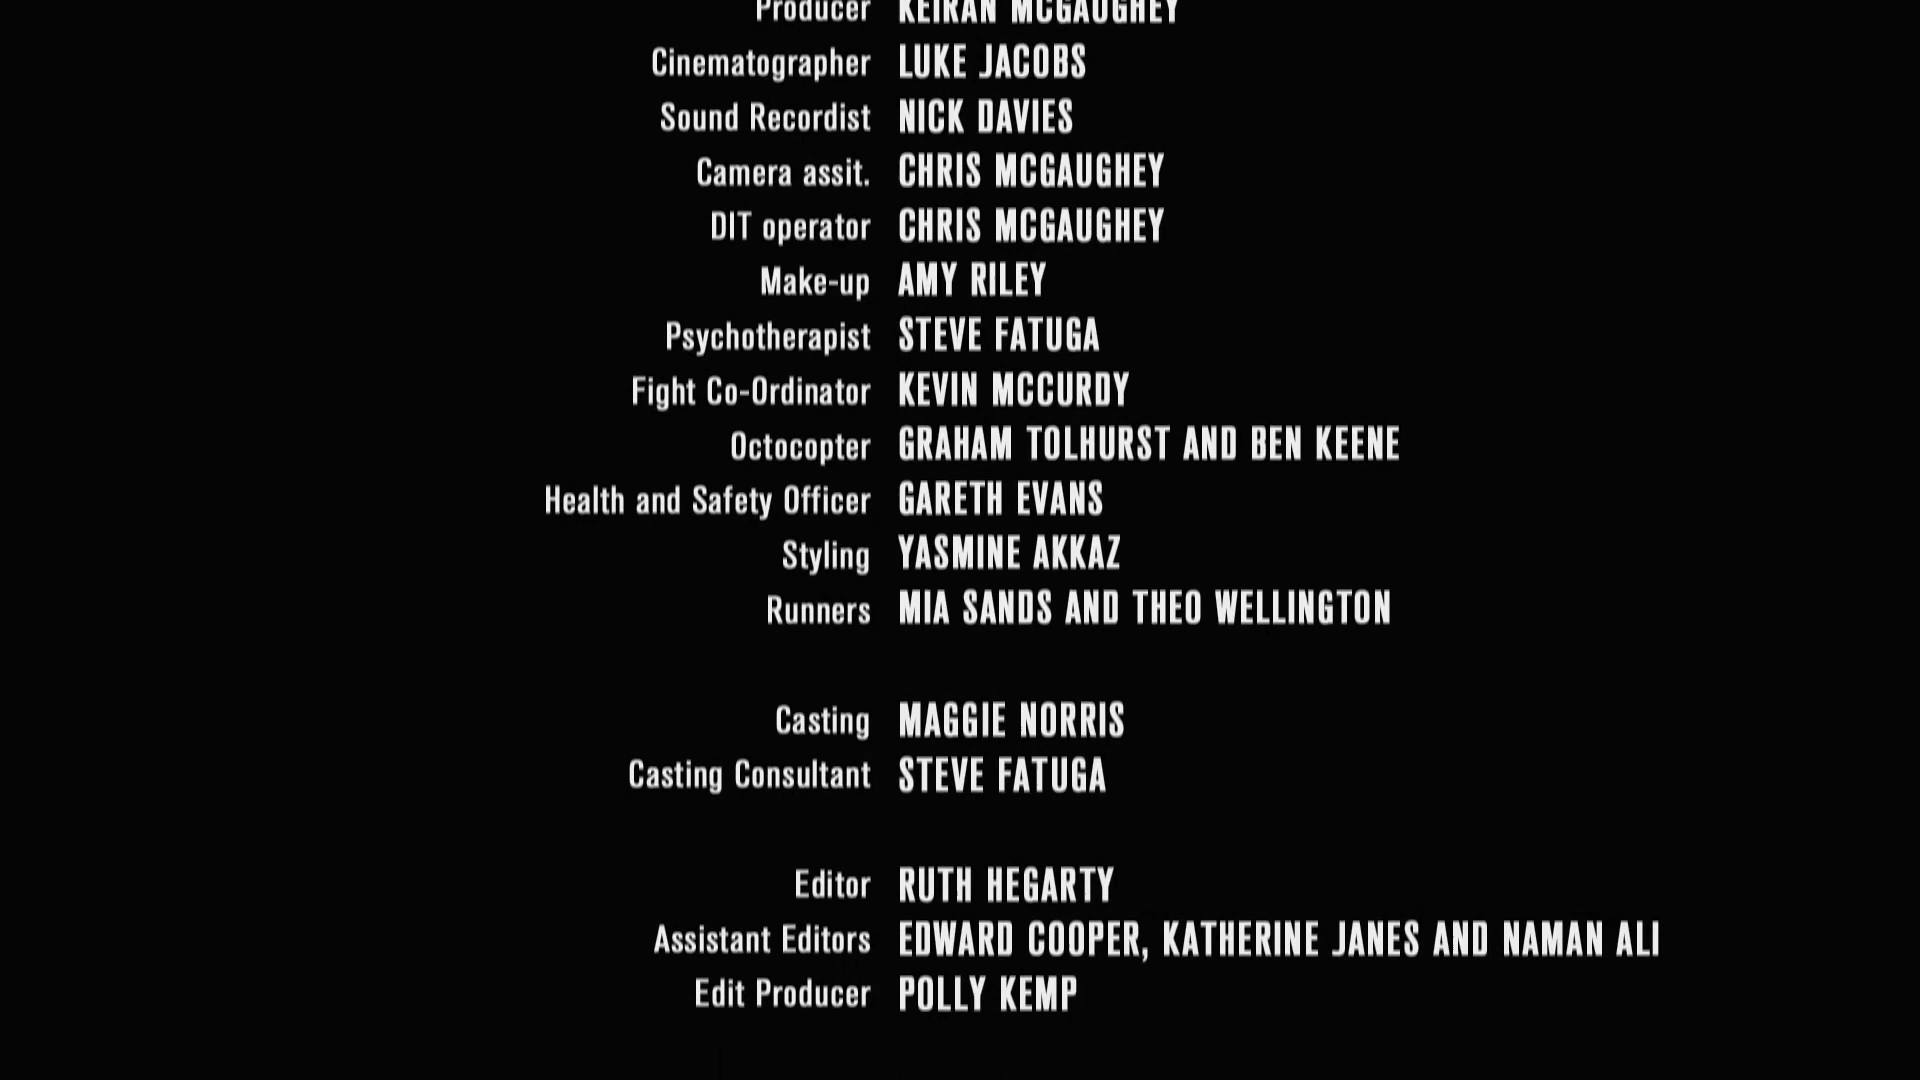 Producer KEIRAN MCGAUGHEY
Cinematographer LUKE JACOBS
Sound Recordist NICK DAVIES
Camera assit. CHRIS MCGAUGHEY
DIT operator CHRIS MCGAUGHEY
Make-up AMY RILEY
Psychotherapist STEVE FATUGA
Fight Co-Ordinator KEVIN MCCURDY
Octocopter GRAHAM TOLHURST AND BEN KEENE
Health and Safety Officer GARETH EVANS
Styling YASMINE AKKAZ
Runners MIA SANDS AND THEO WELLINGTON
Casting MAGGIE NORRIS
Casting Consultant STEVE FATUGA
Editor RUTH HEGARTY
Assistant Editors EDWARD COOPER, KATHERINE JANES AND NAMAN ALI
Edit Producer POLLY KEMP